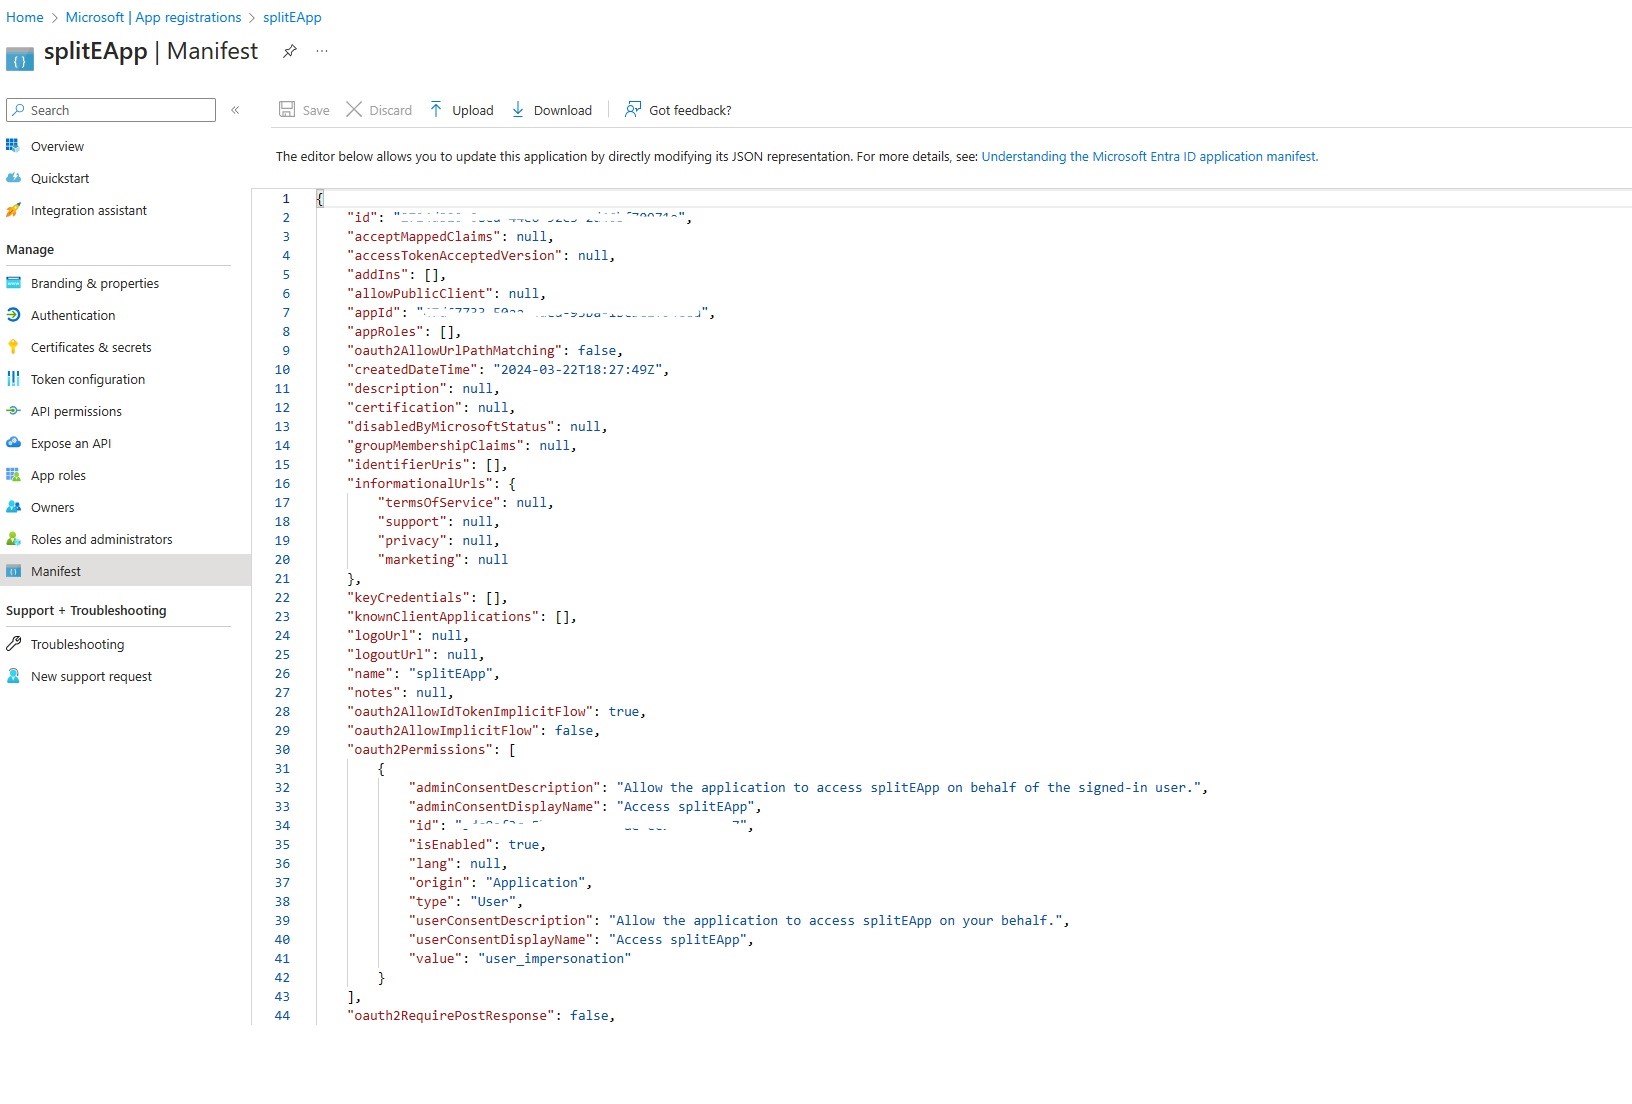 Home > Microsoft | App registrations > splitEApp
splitEApp | Manifest
Search
Save Discard Upload Download Got feedback?
Overview
Quickstart
Integration assistant
Manage
Branding & properties
Authentication
Certificates & secrets
Token configuration
API permissions
Expose an API
App roles
Owners
Roles and administrators
Manifest
Support + Troubleshooting
Troubleshooting
New support request
The editor below allows you to update this application by directly modifying its JSON representation. For more details, see: Understanding the Microsoft Entra ID application manifest.
1 {
2 "id": "
3 "acceptMappedClaims": null,
4 "accessTokenAcceptedVersion": null,
5 "addIns": [],
6 "allowPublicClient": null,
7 "appId": "
8 "appRoles": [],
9 "oauth2AllowUrlPathMatching": false,
10 "createdDateTime": "2024-03-22T18:27:49Z",
11 "description": null,
12 "certification": null,
13 "disabledByMicrosoftStatus": null,
14 "groupMembershipClaims": null,
15 "identifierUris": [],
16 "informationalUrls": {
17 "termsOfService": null,
18 "support": null,
19 "privacy": null,
20 "marketing": null
21 },
22 "keyCredentials": [],
23 "knownClientApplications": [],
24 "logoUrl": null,
25 "logoutUrl": null,
26 "name": "splitEApp",
27 "notes": null,
28 "oauth2AllowIdTokenImplicitFlow": true,
29 "oauth2AllowImplicitFlow": false,
30 "oauth2Permissions": [
31 {
32 "adminConsentDescription": "Allow the application to access splitEApp on behalf of the signed-in user.",
33 "adminConsentDisplayName": "Access splitEApp",
34 "id": "
35 "isEnabled": true,
36 "lang": null,
37 "origin": "Application",
38 "type": "User",
39 "userConsentDescription": "Allow the application to access splitEApp on your behalf.",
40 "userConsentDisplayName": "Access splitEApp",
41 "value": "user_impersonation"
42 }
43 ],
44 "oauth2RequirePostResponse": false,